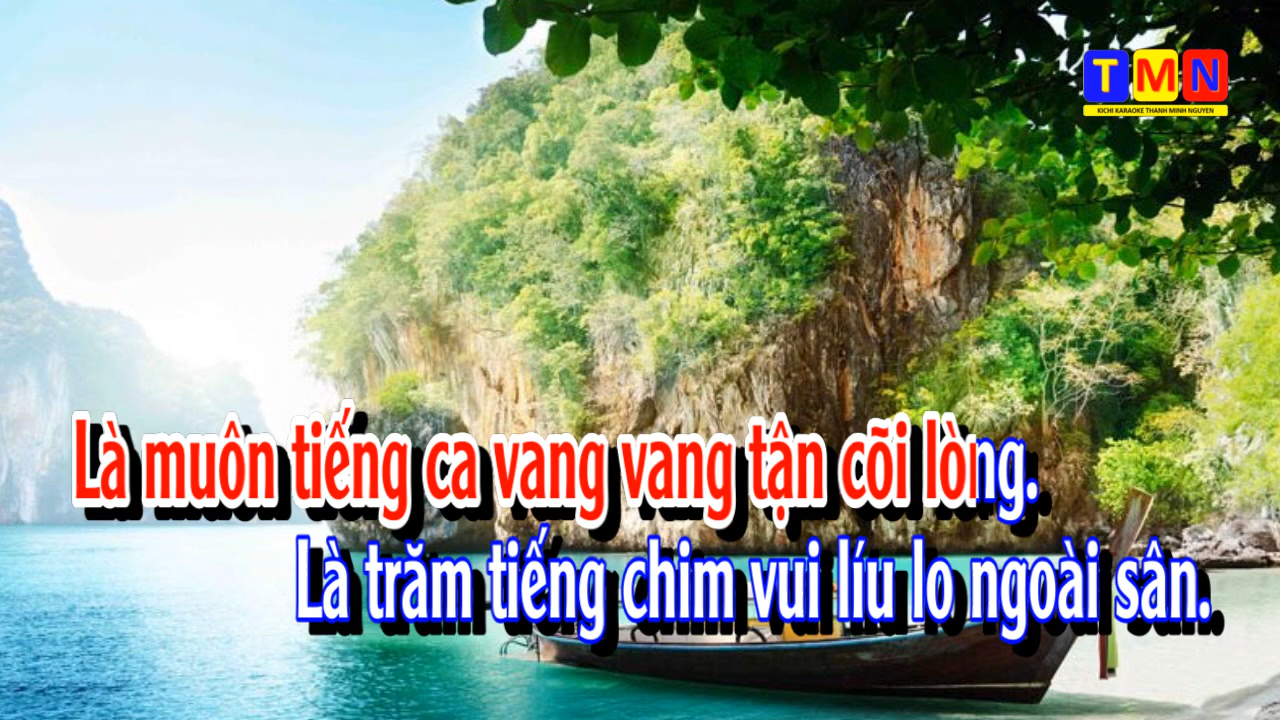 TMN
KICHI KARAOKE THANH MINH NGUYEN
Là muôn tiếng ca vang vang tận cõi lòng.
Là trăm tiếng chim vui líu lo ngoài sân.